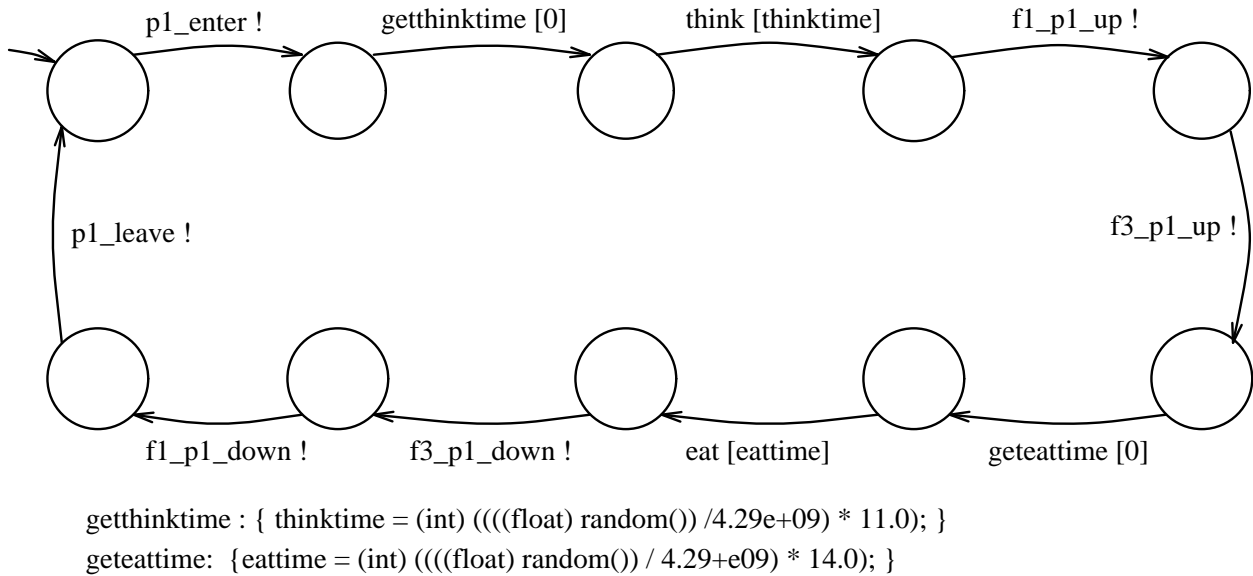 p1_enter !
getthinktime [0]
think [thinktime]
f1_p1_up !
p1_leave !
f3_p1_up !
f1_p1_down !
f3_p1_down !
eat [eattime]
geteattime [0]
getthinktime : { thinktime = (int) ((((float) random()) /4.29e+09) * 11.0); }
geteattime: {eattime = (int) ((((float) random()) / 4.29+e09) * 14.0); }